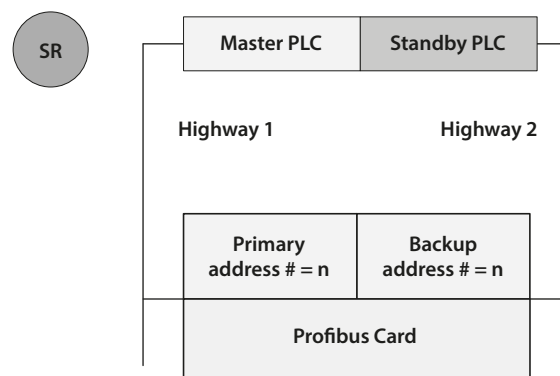 SR
Master PLC
Standby PLC
Highway 1
Highway 2
Primary
address # = n
Backup
address # = n
Profibus Card